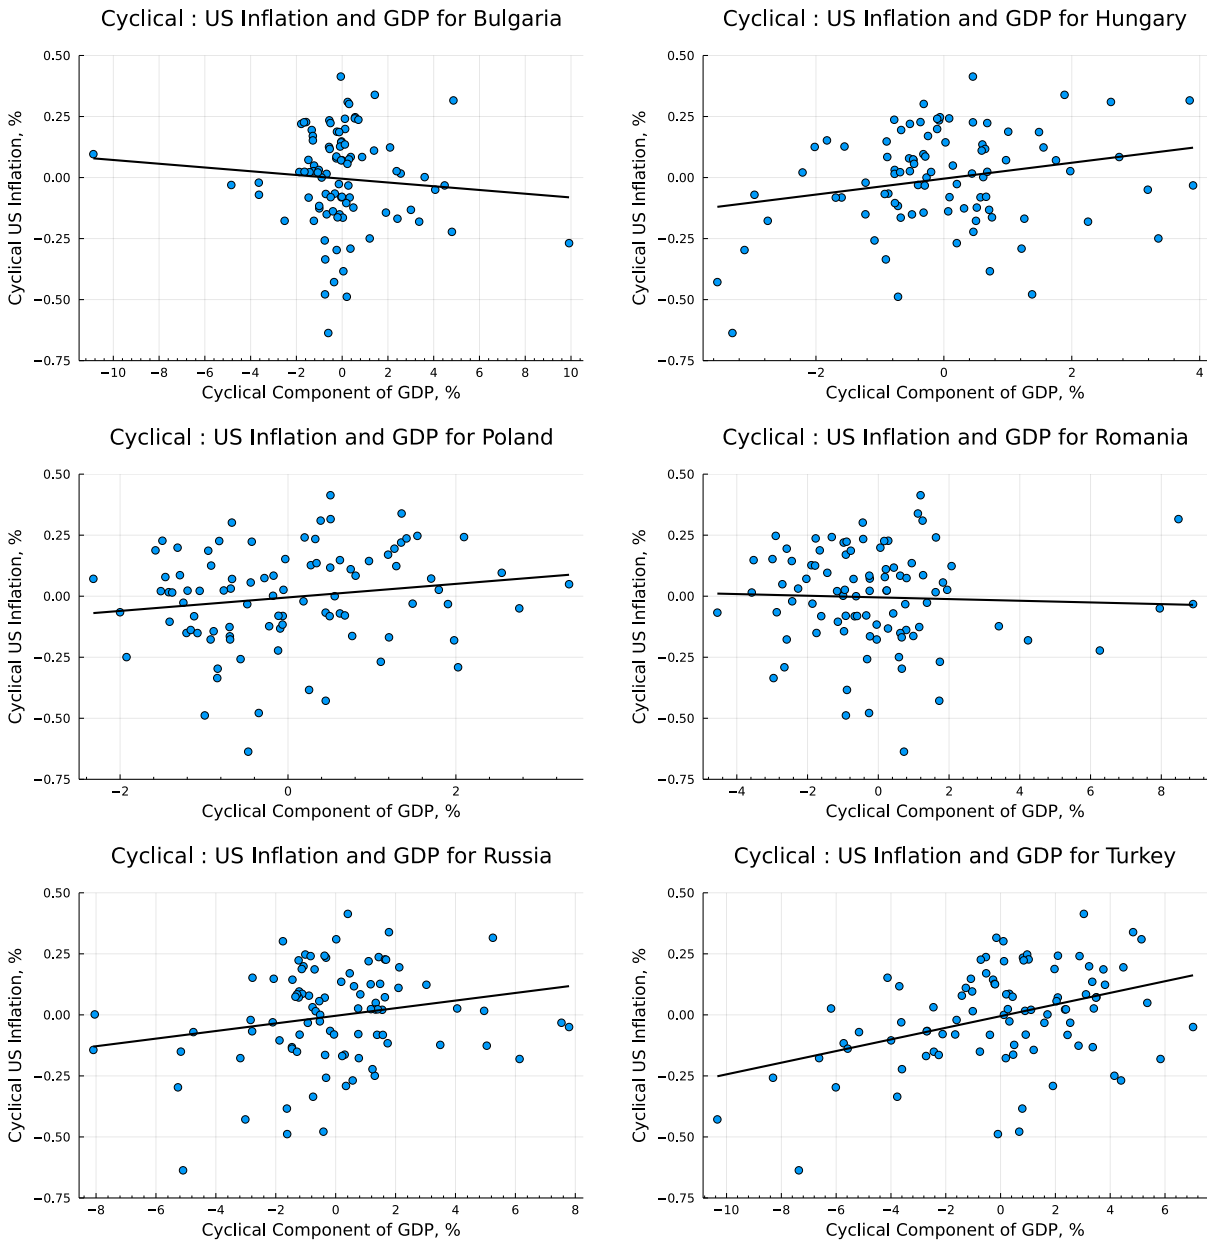 Cyclical : US Inflation and GDP for Bulgaria
Cyclical US Inflation, %
0.50
0.25
0.00
−0.25
−0.50
−0.75
−10 −8 −6 −4 −2 0 2 4 6 8 10
Cyclical Component of GDP, %
Cyclical : US Inflation and GDP for Hungary
Cyclical US Inflation, %
0.50
0.25
0.00
−0.25
−0.50
−0.75
−2 0 2 4
Cyclical Component of GDP, %
Cyclical : US Inflation and GDP for Poland
Cyclical US Inflation, %
0.50
0.25
0.00
−0.25
−0.50
−0.75
−2 0 2
Cyclical Component of GDP, %
Cyclical : US Inflation and GDP for Romania
Cyclical US Inflation, %
0.50
0.25
0.00
−0.25
−0.50
−0.75
−4 −2 0 2 4 6 8
Cyclical Component of GDP, %
Cyclical : US Inflation and GDP for Russia
Cyclical US Inflation, %
0.50
0.25
0.00
−0.25
−0.50
−0.75
−8 −6 −4 −2 0 2 4 6 8
Cyclical Component of GDP, %
Cyclical : US Inflation and GDP for Turkey
Cyclical US Inflation, %
0.50
0.25
0.00
−0.25
−0.50
−0.75
−10 −8 −6 −4 −2 0 2 4 6
Cyclical Component of GDP, %